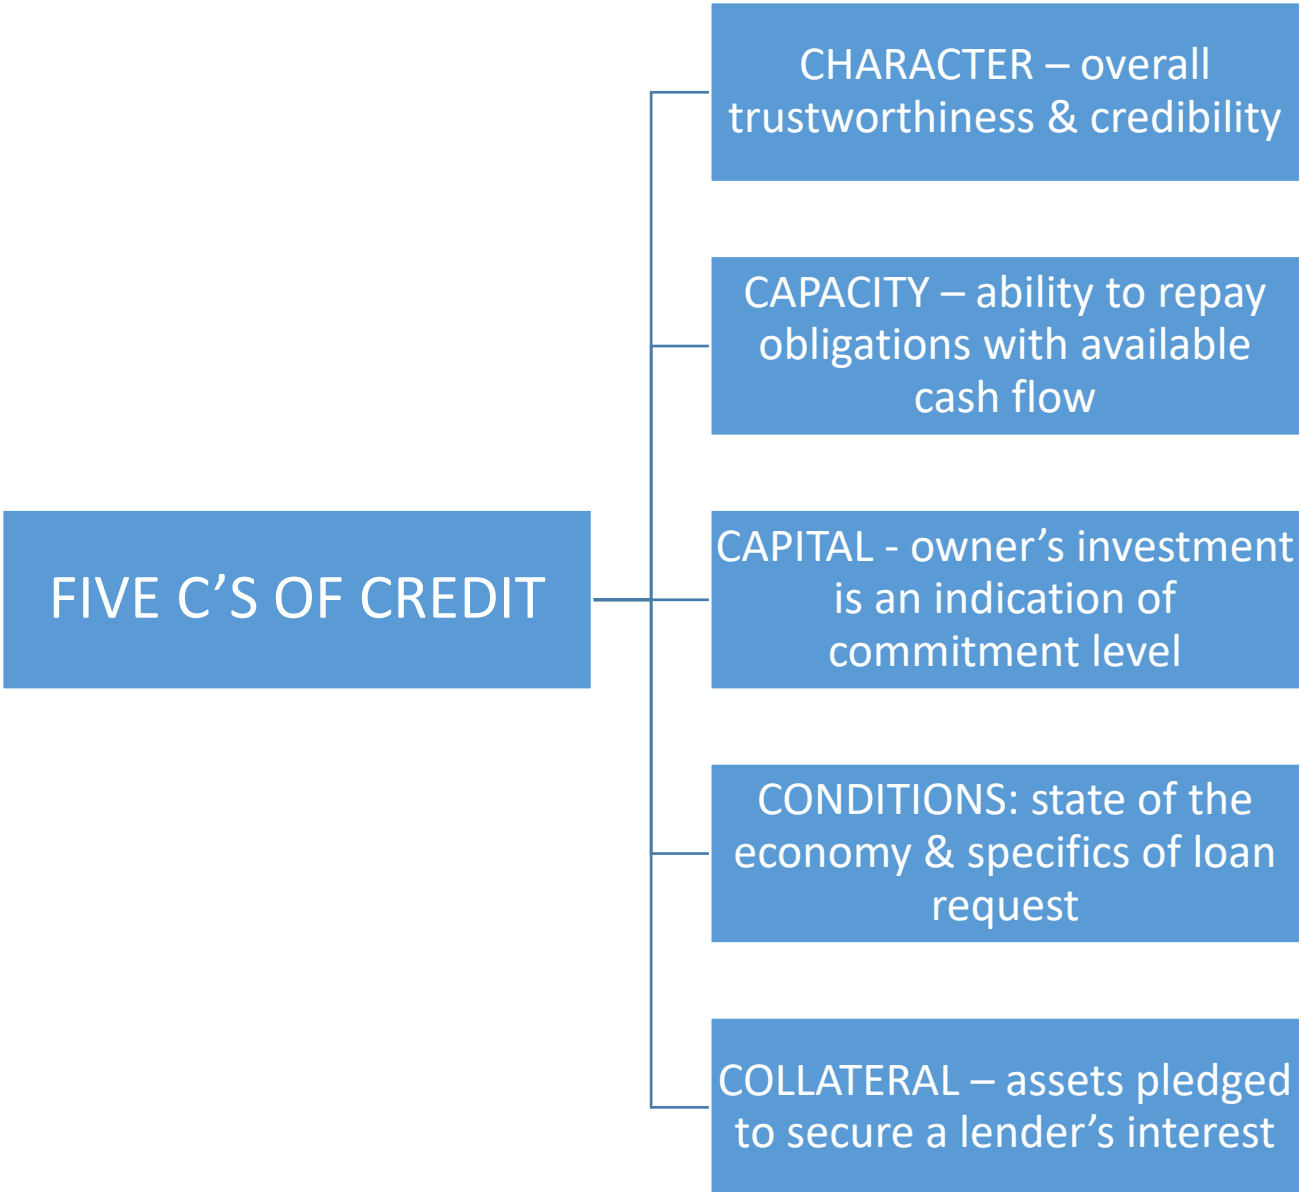 CHARACTER – overall
trustworthiness & credibility
CAPACITY – ability to repay
obligations with available
cash flow
FIVE C’S OF CREDIT
CAPITAL - owner’s investment
is an indication of
commitment level
CONDITIONS: state of the
economy & specifics of loan
request
COLLATERAL – assets pledged
to secure a lender’s interest